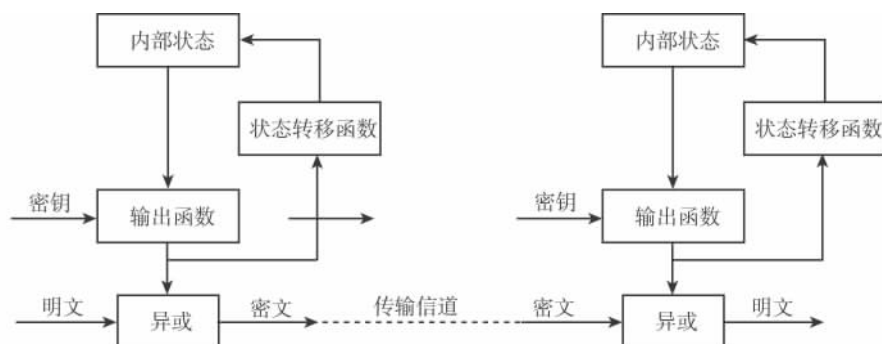 内部状态
内部状态
状态转移函数
状态转移函数
密钥
输出函数
密钥
输出函数
明文
异或
密文
传输信道
密文
异或
明文